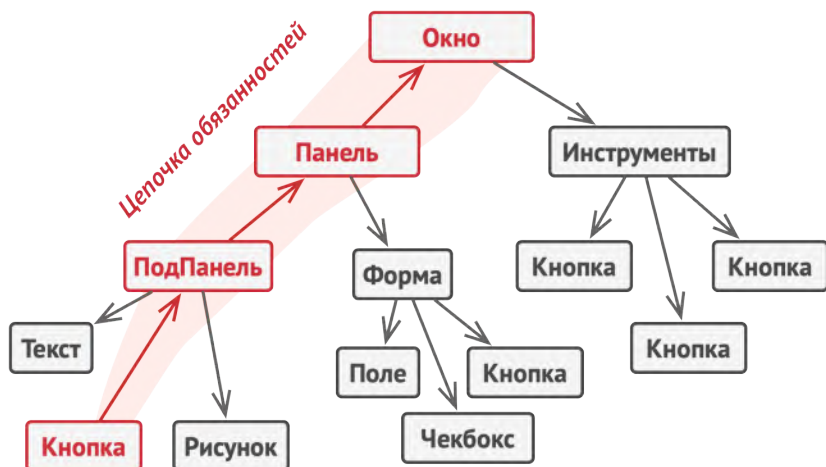 Цепочка обязанностей
Окно
Панель
Инструменты
ПодПанель
Форма
Кнопка
Кнопка
Текст
Поле
Кнопка
Кнопка
Кнопка
Рисунок
Чекбокс